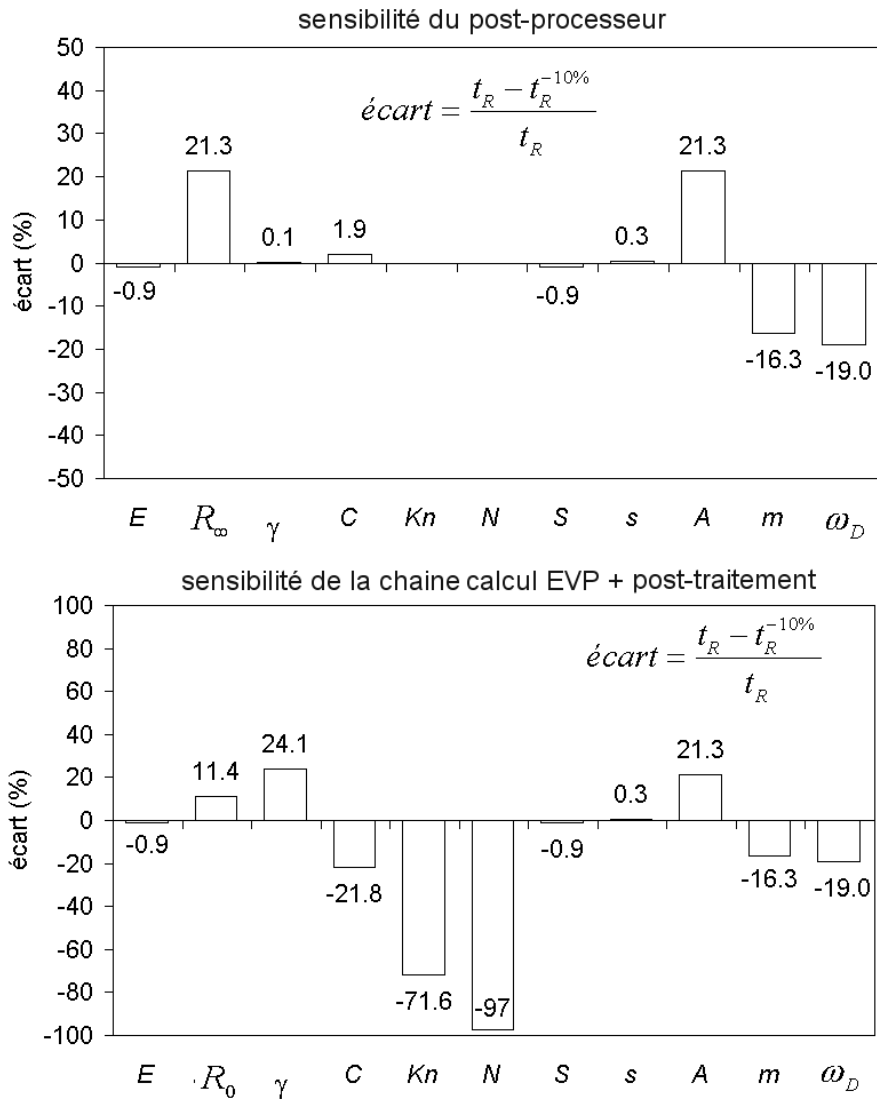 sensibilité du post-processeur
écart = (t_R − t_R^−10%) / t_R
écart (%)
50
40
30
20
10
0
-10
-20
-30
-40
-50
-0.9 21.3 0.1 1.9 -0.9 0.3 21.3 -16.3 -19.0
E R∞ γ C Kn N S s A m ω_D
sensibilité de la chaine calcul EVP + post-traitement
écart = (t_R − t_R^−10%) / t_R
écart (%)
100
80
60
40
20
0
-20
-40
-60
-80
-100
-0.9 11.4 24.1 -21.8 -71.6 -97 -0.9 0.3 21.3 -16.3 -19.0
E R_0 γ C Kn N S s A m ω_D